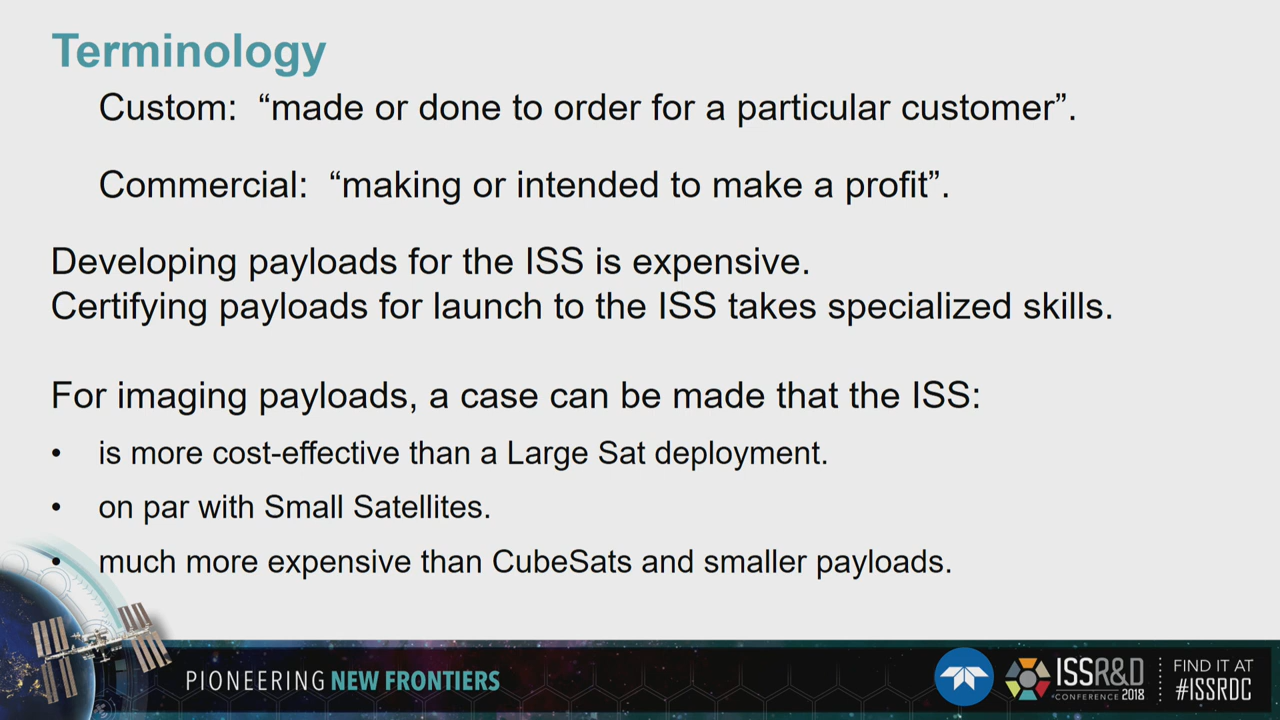 Terminology
Custom:  “made or done to order for a particular customer”.
Commercial:  “making or intended to make a profit”.
Developing payloads for the ISS is expensive.
Certifying payloads for launch to the ISS takes specialized skills.
For imaging payloads, a case can be made that the ISS:
• is more cost-effective than a Large Sat deployment.
• on par with Small Satellites.
• much more expensive than CubeSats and smaller payloads.
PIONEERING NEW FRONTIERS
ISSR&D
CONFERENCE 2018
FIND IT AT
#ISSRDC